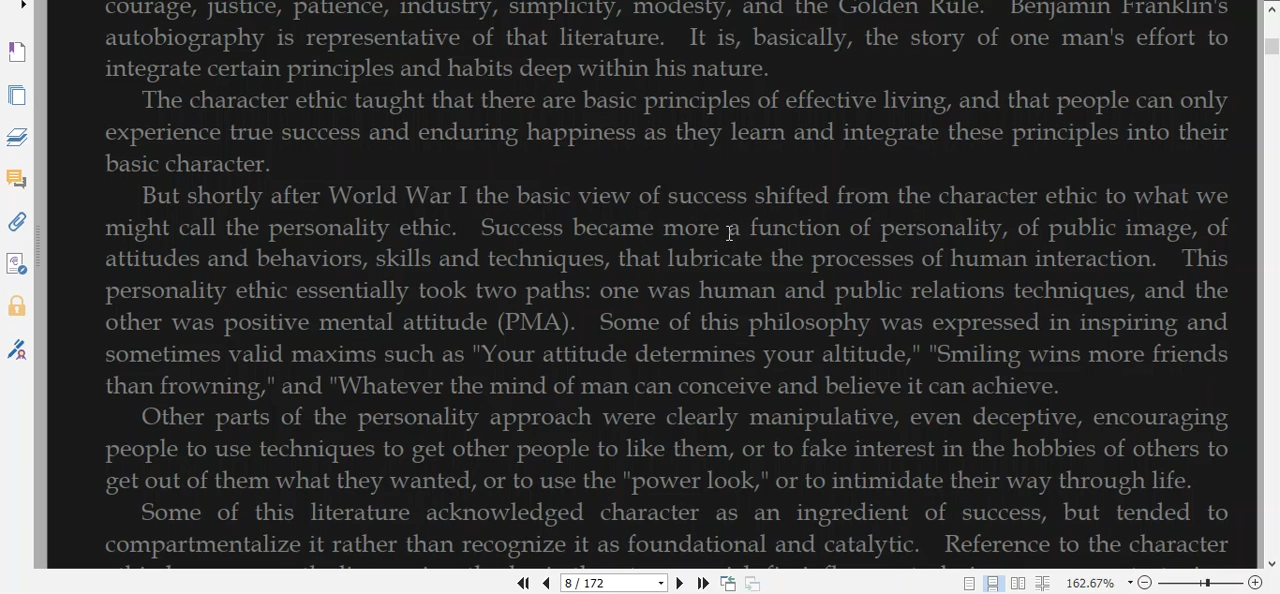 courage, justice, patience, industry, simplicity, modesty, and the Golden Rule. Benjamin Franklin's
autobiography is representative of that literature. It is, basically, the story of one man's effort to
integrate certain principles and habits deep within his nature.
The character ethic taught that there are basic principles of effective living, and that people can only
experience true success and enduring happiness as they learn and integrate these principles into their
basic character.
But shortly after World War I the basic view of success shifted from the character ethic to what we
might call the personality ethic. Success became more a function of personality, of public image, of
attitudes and behaviors, skills and techniques, that lubricate the processes of human interaction. This
personality ethic essentially took two paths: one was human and public relations techniques, and the
other was positive mental attitude (PMA). Some of this philosophy was expressed in inspiring and
sometimes valid maxims such as "Your attitude determines your altitude," "Smiling wins more friends
than frowning," and "Whatever the mind of man can conceive and believe it can achieve.
Other parts of the personality approach were clearly manipulative, even deceptive, encouraging
people to use techniques to get other people to like them, or to fake interest in the hobbies of others to
get out of them what they wanted, or to use the "power look," or to intimidate their way through life.
Some of this literature acknowledged character as an ingredient of success, but tended to
compartmentalize it rather than recognize it as foundational and catalytic. Reference to the character
8 / 172
162.67%